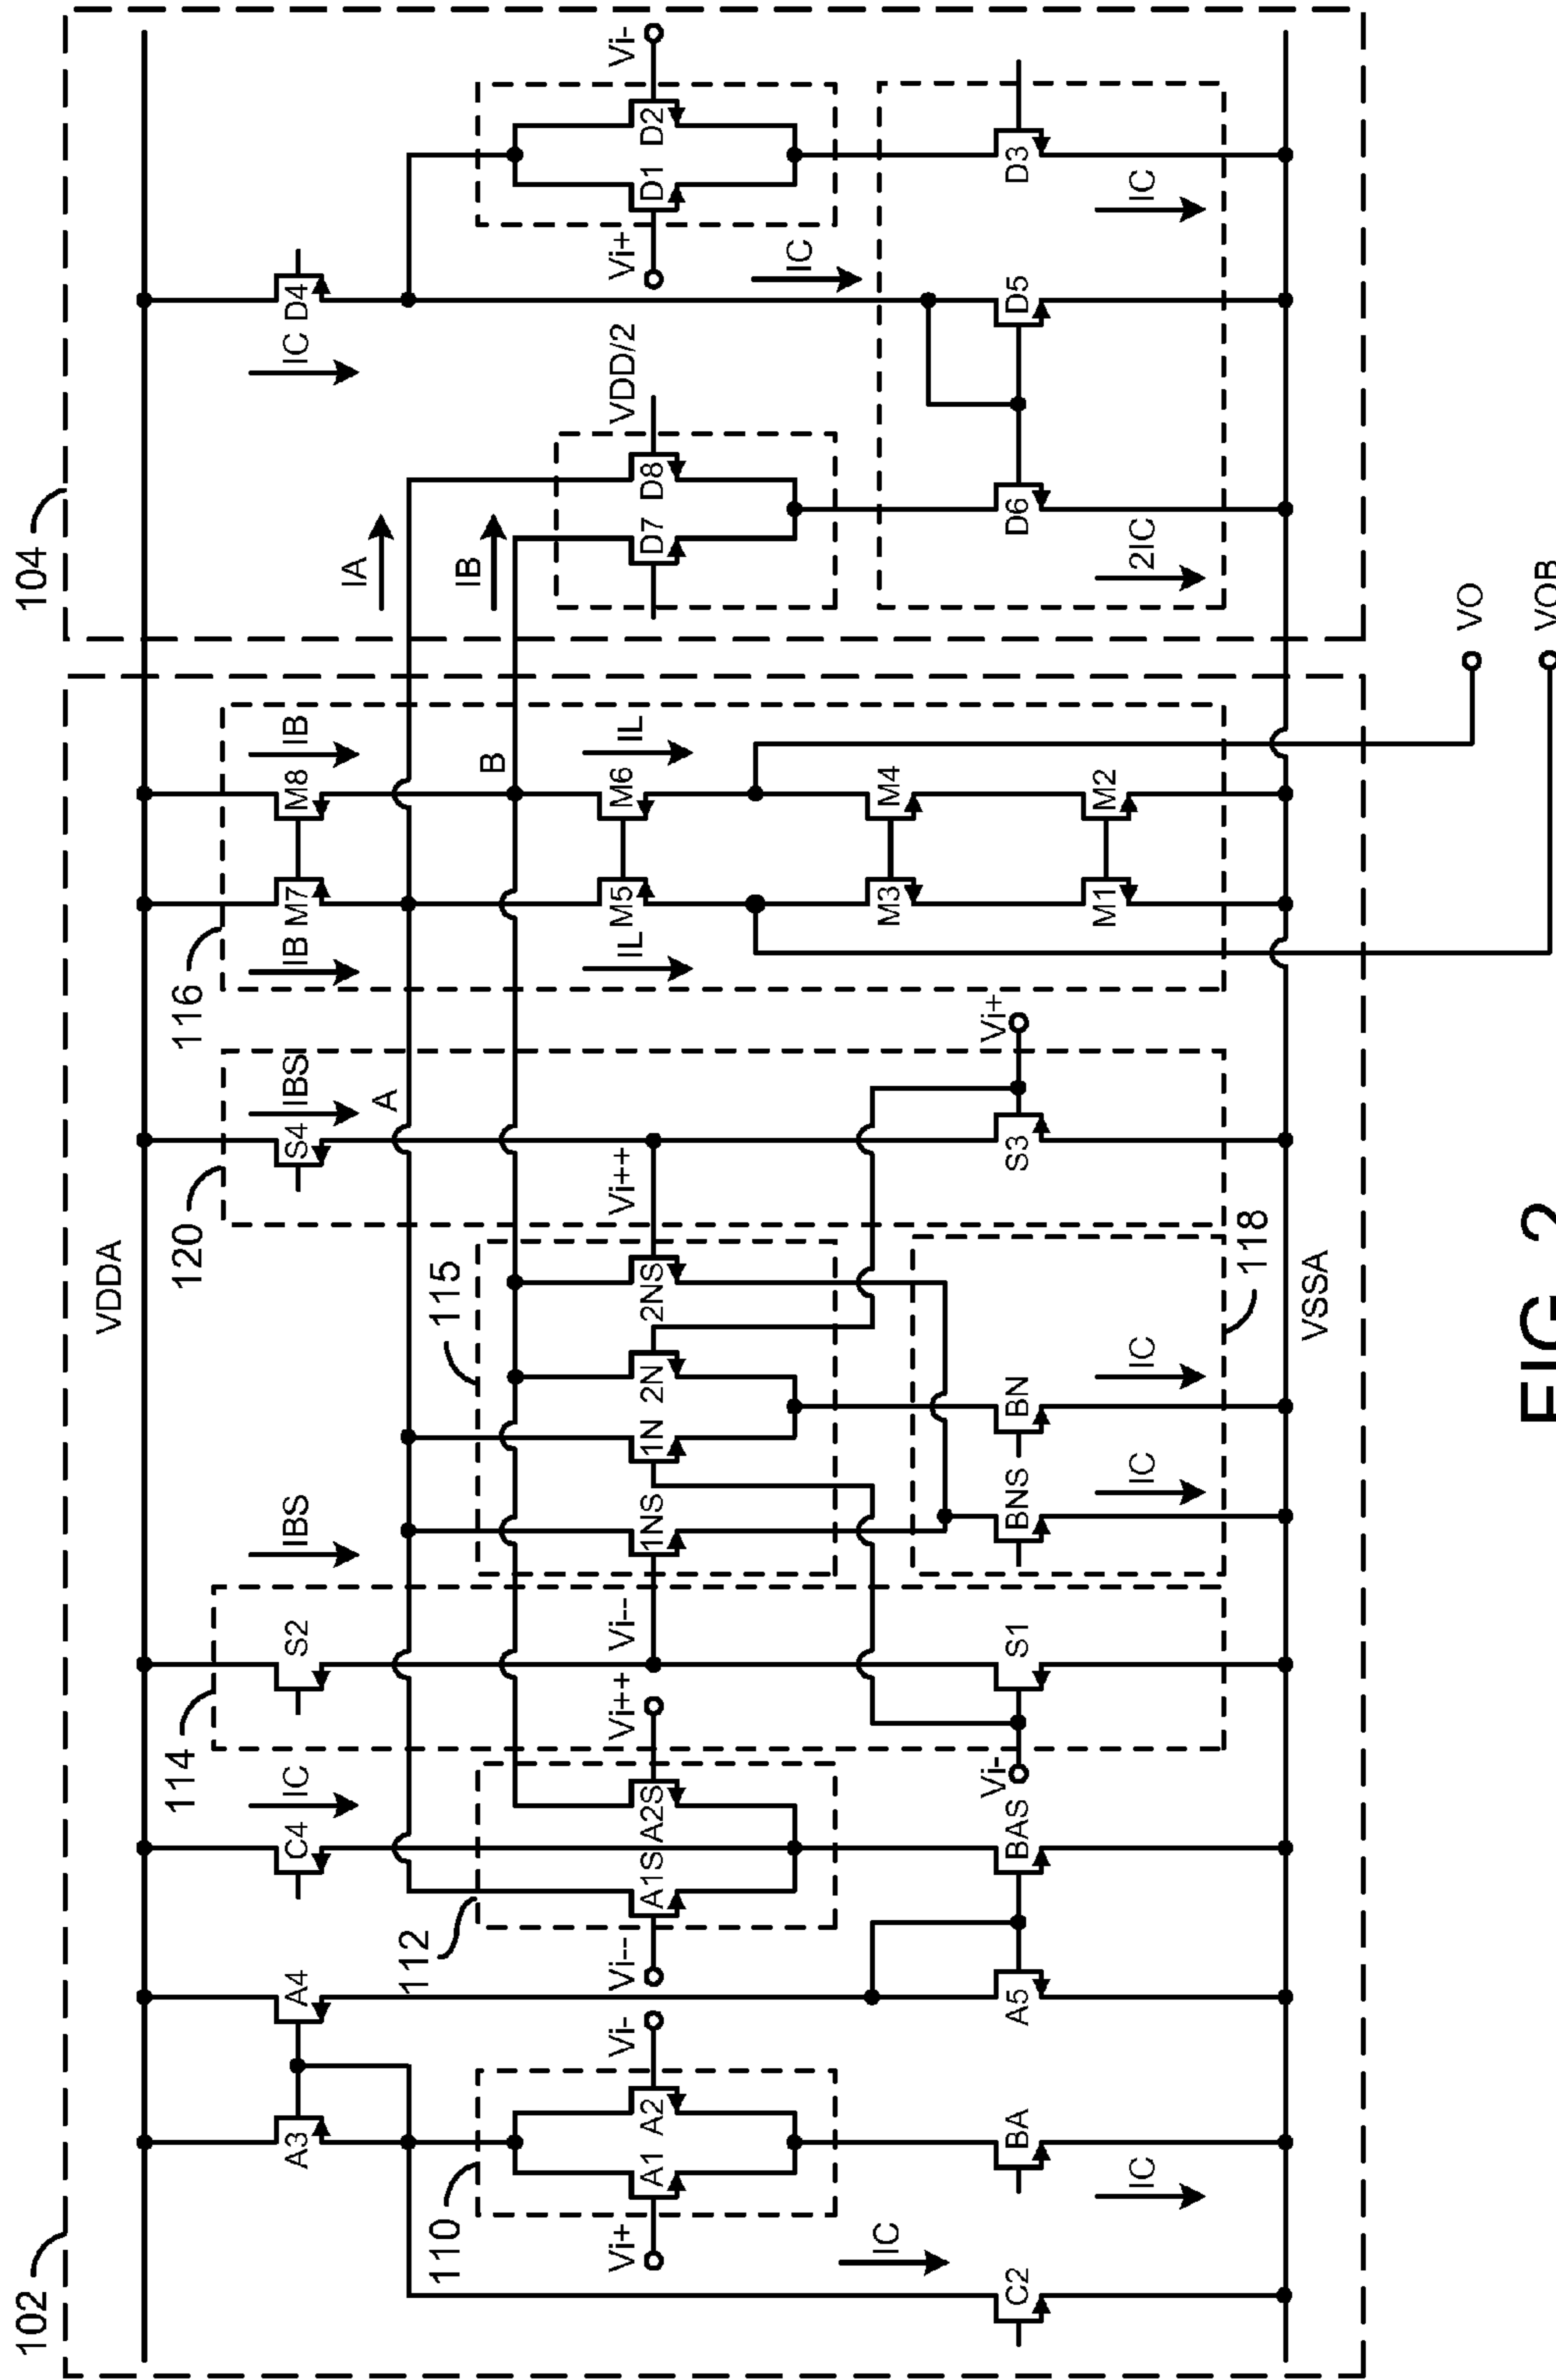 104
Vi-
D2
D1
Vi+
D4
IC
IC
D3
IC
D5
VDD/2
D8
D7
D6
2IC
IA
IB
VO
VOB
116
M8
IB
M7
IB
B
M6
IL
M5
IL
M4
M3
M2
M1
120
S4
IBS
A
Vi++
Vi+
S3
VDDA
115
2NS
2N
1N
1NS
118
VSSA
BN
IC
BNS
IC
IBS
114
S2
Vi--
S1
Vi-
C4
IC
Vi++
A2S
A1S
Vi--
112
BAS
A4
A5
A3
110
Vi-
A2
A1
Vi+
BA
IC
IC
C2
102
FIG. 2